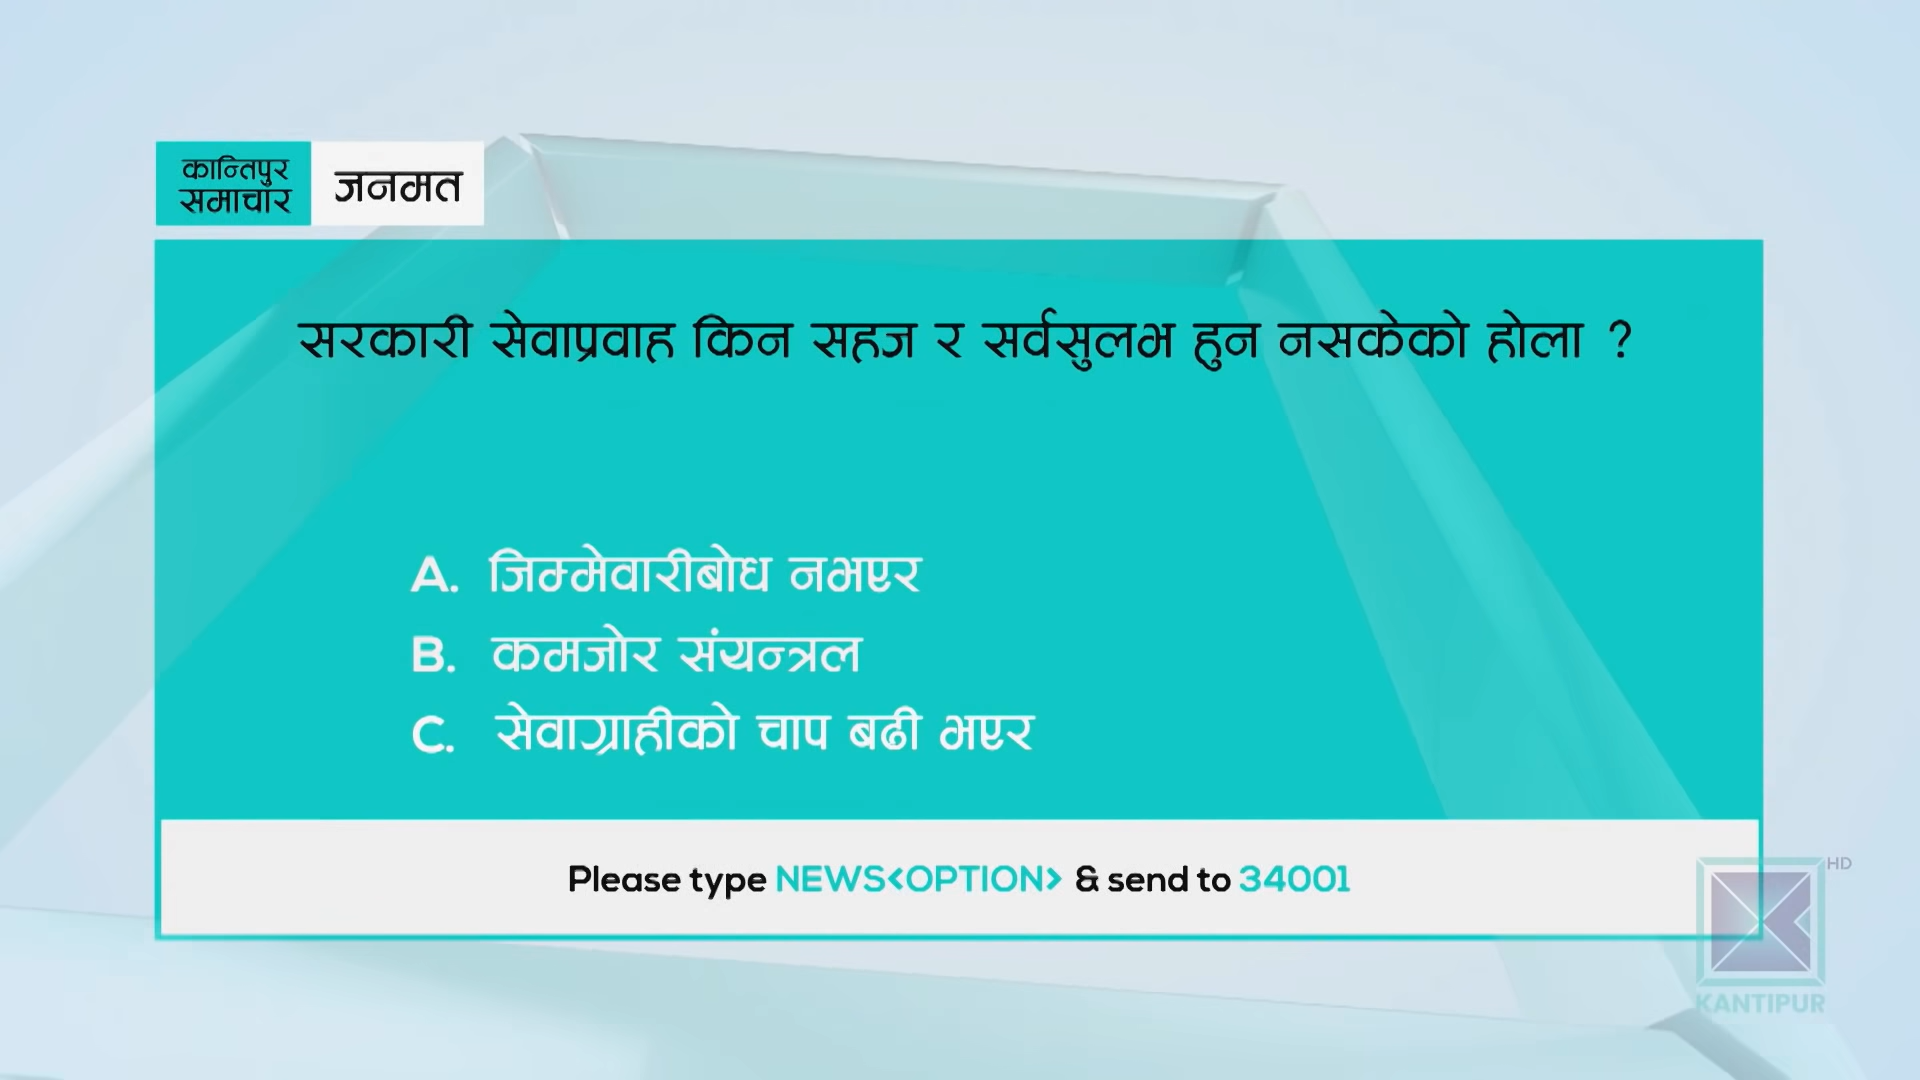 कान्तिपुर
समाचार
जनमत
सरकारी सेवाप्रवाह किन सहज र सर्वसुलभ हुन नसकेको होला ?
A. जिम्मेवारीबोध नभएर
B. कमजोर संयन्त्रल
C. सेवाग्राहीको चाप बढी भएर
Please type NEWS<OPTION> & send to 34001
HD
KANTIPUR